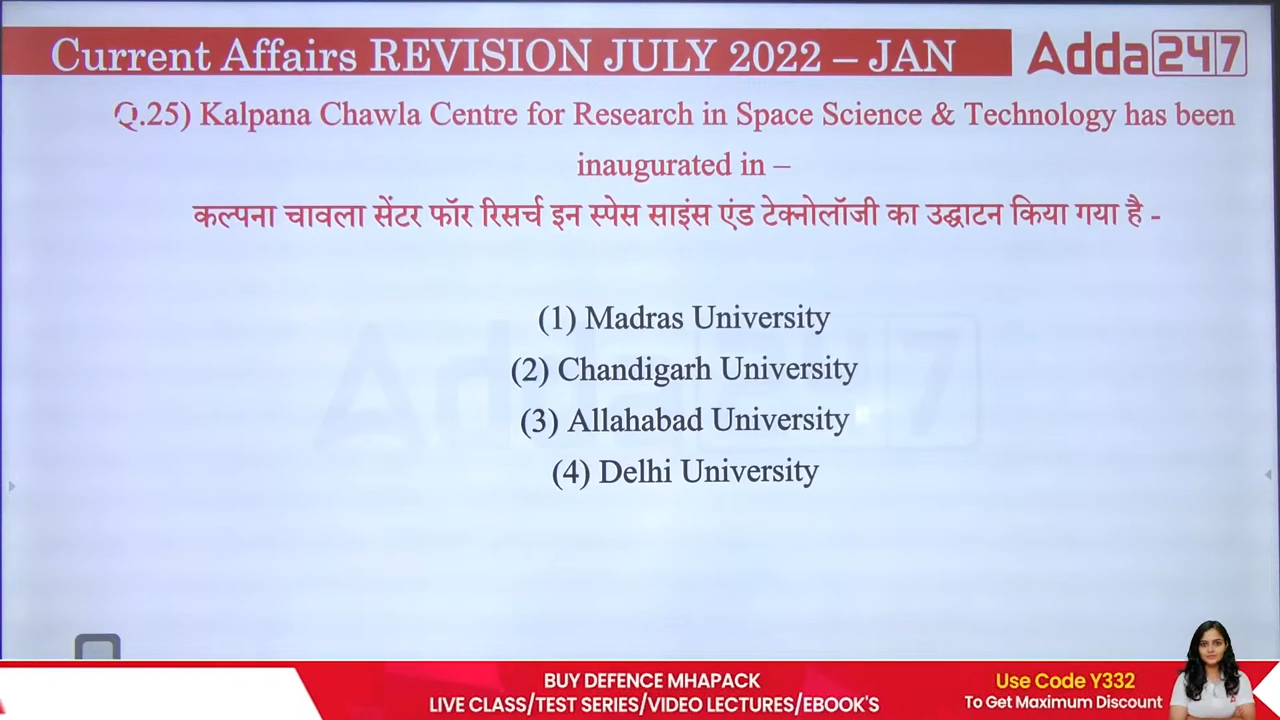 Current Affairs REVISION JULY 2022 – JAN
Adda247
Q.25) Kalpana Chawla Centre for Research in Space Science & Technology has been
inaugurated in –
कल्पना चावला सेंटर फॉर रिसर्च इन स्पेस साइंस एंड टेक्नोलॉजी का उद्घाटन किया गया है -
(1) Madras University
(2) Chandigarh University
(3) Allahabad University
(4) Delhi University
Adda247
BUY DEFENCE MHAPACK
LIVE CLASS/TEST SERIES/VIDEO LECTURES/EBOOK'S
Use Code Y332
To Get Maximum Discount